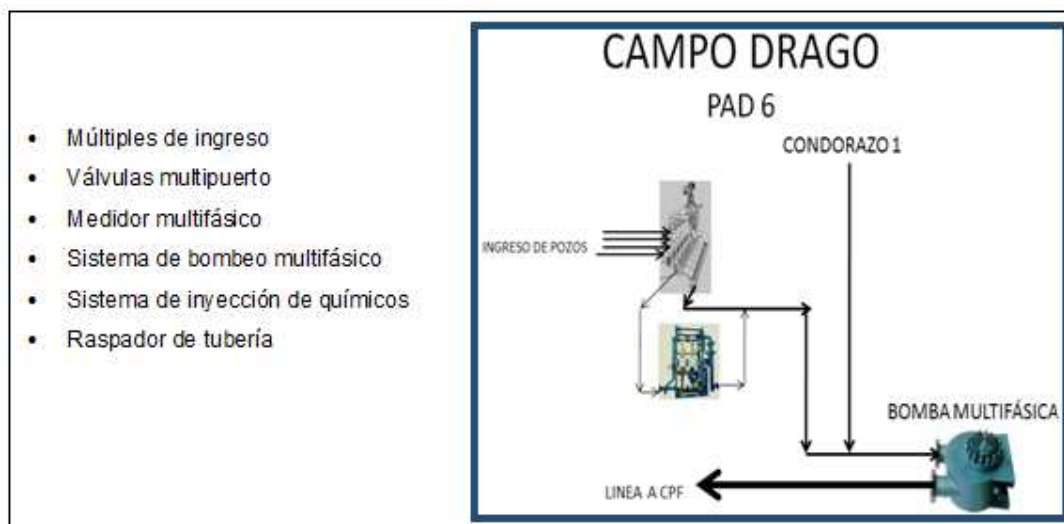 • Múltiples de ingreso
• Válvulas multipuerto
• Medidor multifásico
• Sistema de bombeo multifásico
• Sistema de inyección de químicos
• Raspador de tubería
CAMPO DRAGO
PAD 6
CONDORAZO 1
INGRESO DE POZOS
BOMBA MULTIFÁSICA
LINEA A CPF